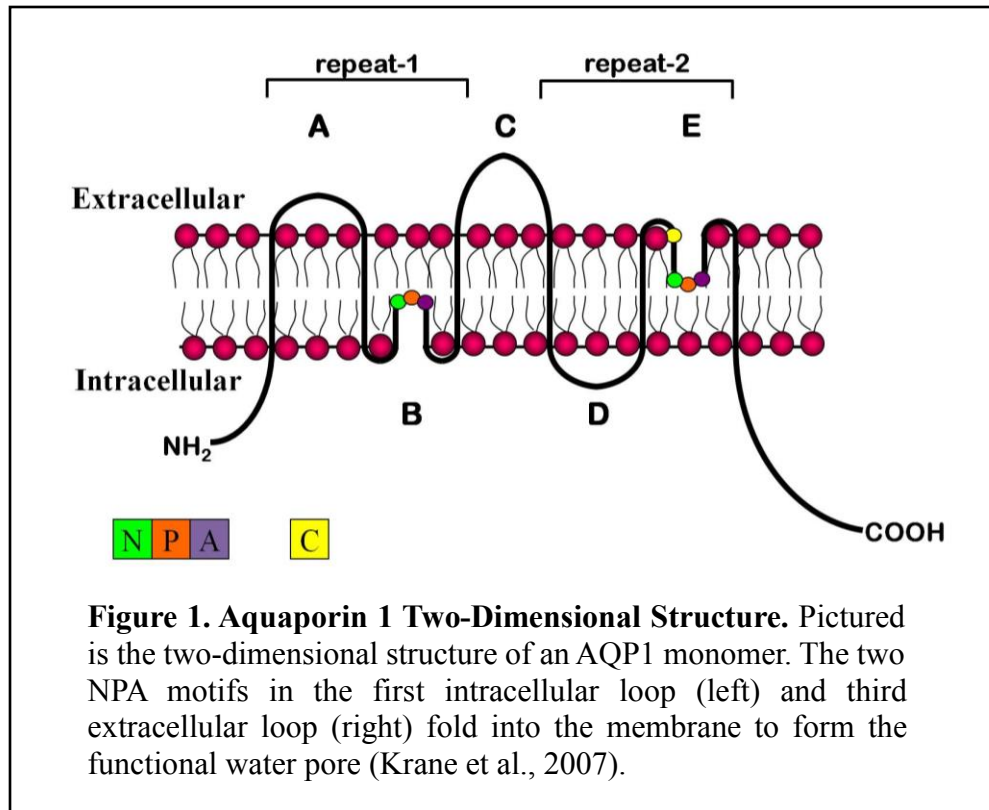 repeat-1 repeat-2
A C E
Extracellular
Intracellular
B D
NH₂
COOH
N P A C
Figure 1. Aquaporin 1 Two-Dimensional Structure. Pictured
is the two-dimensional structure of an AQP1 monomer. The two
NPA motifs in the first intracellular loop (left) and third
extracellular loop (right) fold into the membrane to form the
functional water pore (Krane et al., 2007).